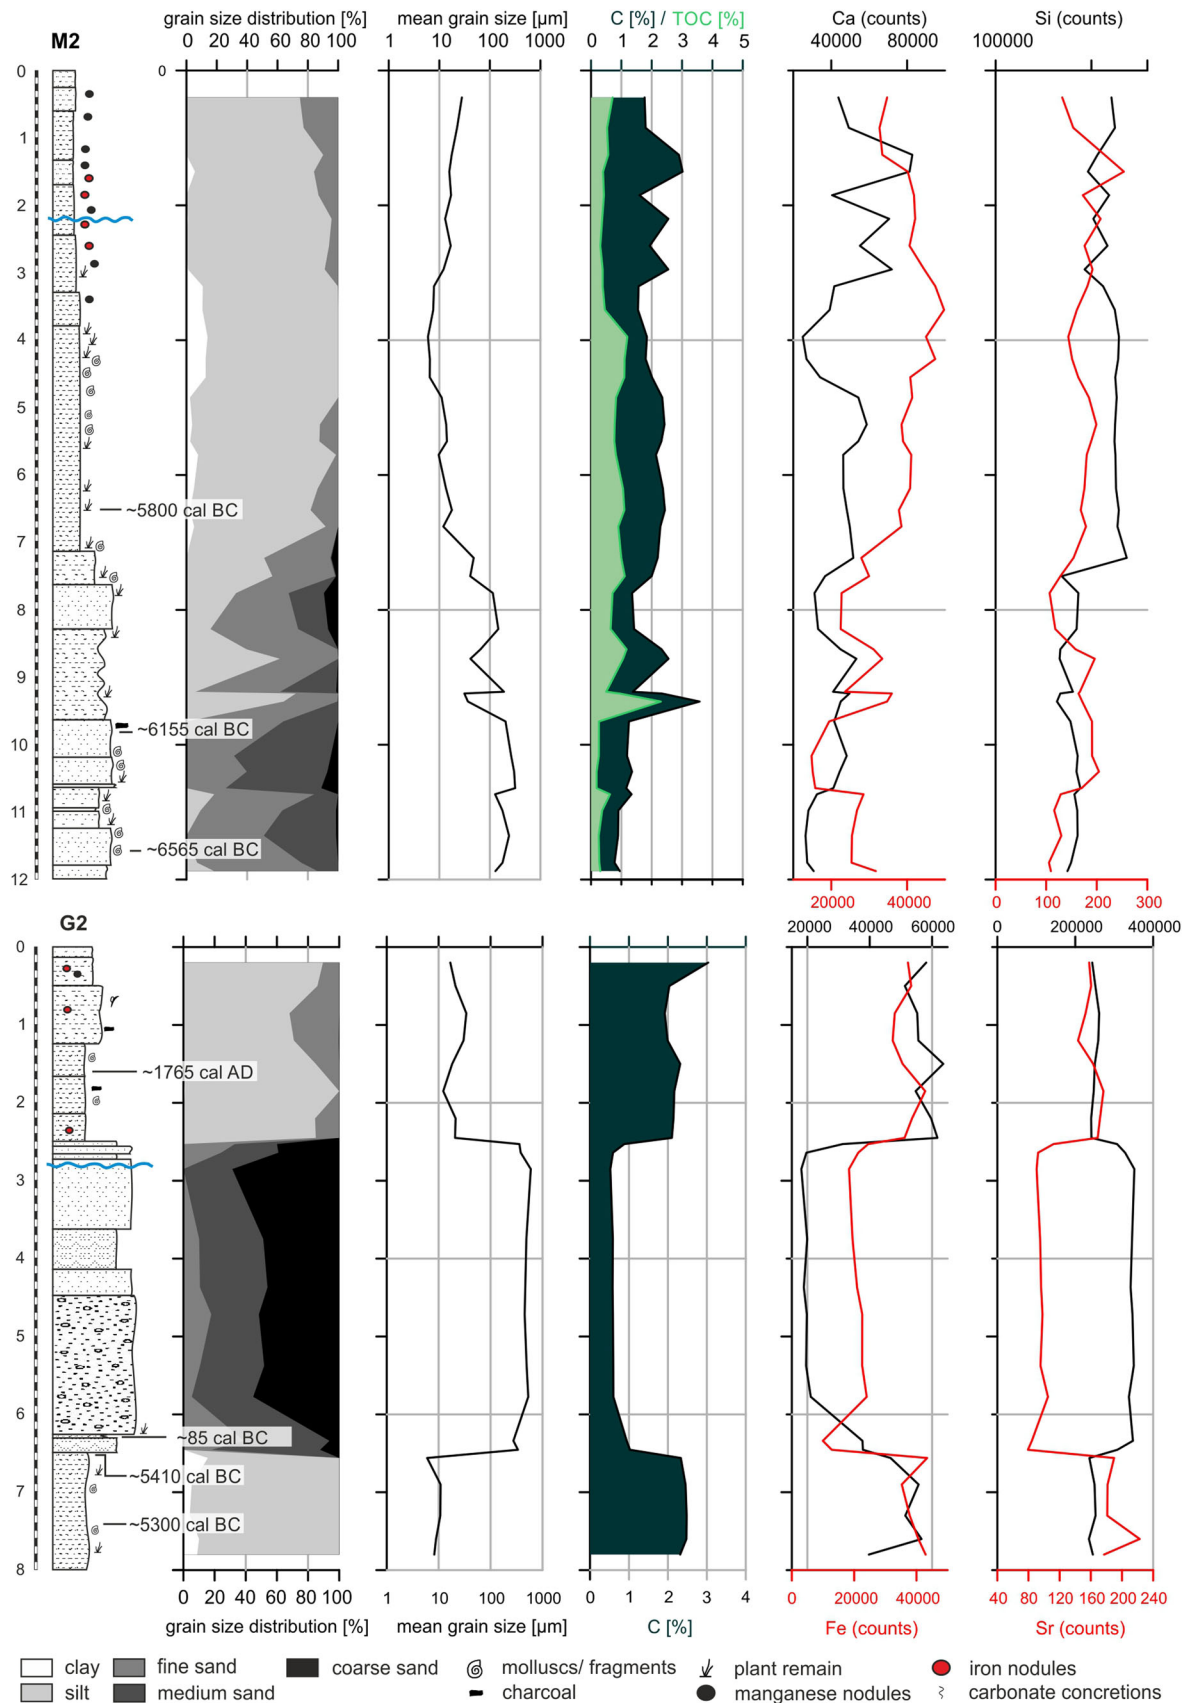 grain size distribution [%] mean grain size [µm] C [%] / TOC [%] Ca (counts) Si (counts)
M2 0 20 40 60 80 100 1 10 100 1000 0 1 2 3 4 5 40000 80000 100000
0 0
1
2
3
4
5
6
~5800 cal BC
7
8
9
~6155 cal BC
10
11
~6565 cal BC
12
20000 40000 0 100 200 300
G2
0 20000 40000 60000 200000 400000
1
~1765 cal AD
2
3
4
5
6
~85 cal BC
~5410 cal BC
7
~5300 cal BC
8
0 20 40 60 80 100 1 10 100 1000 0 1 2 3 4 0 20000 40000 40 80 120 160 200 240
grain size distribution [%] mean grain size [µm] C [%] Fe (counts) Sr (counts)
clay fine sand coarse sand molluscs/ fragments plant remain iron nodules
silt medium sand charcoal manganese nodules carbonate concretions